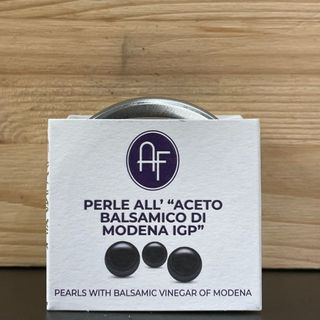 AF
PERLE ALL' “ACETO
BALSAMICO DI
MODENA IGP”
PEARLS WITH BALSAMIC VINEGAR OF MODENA